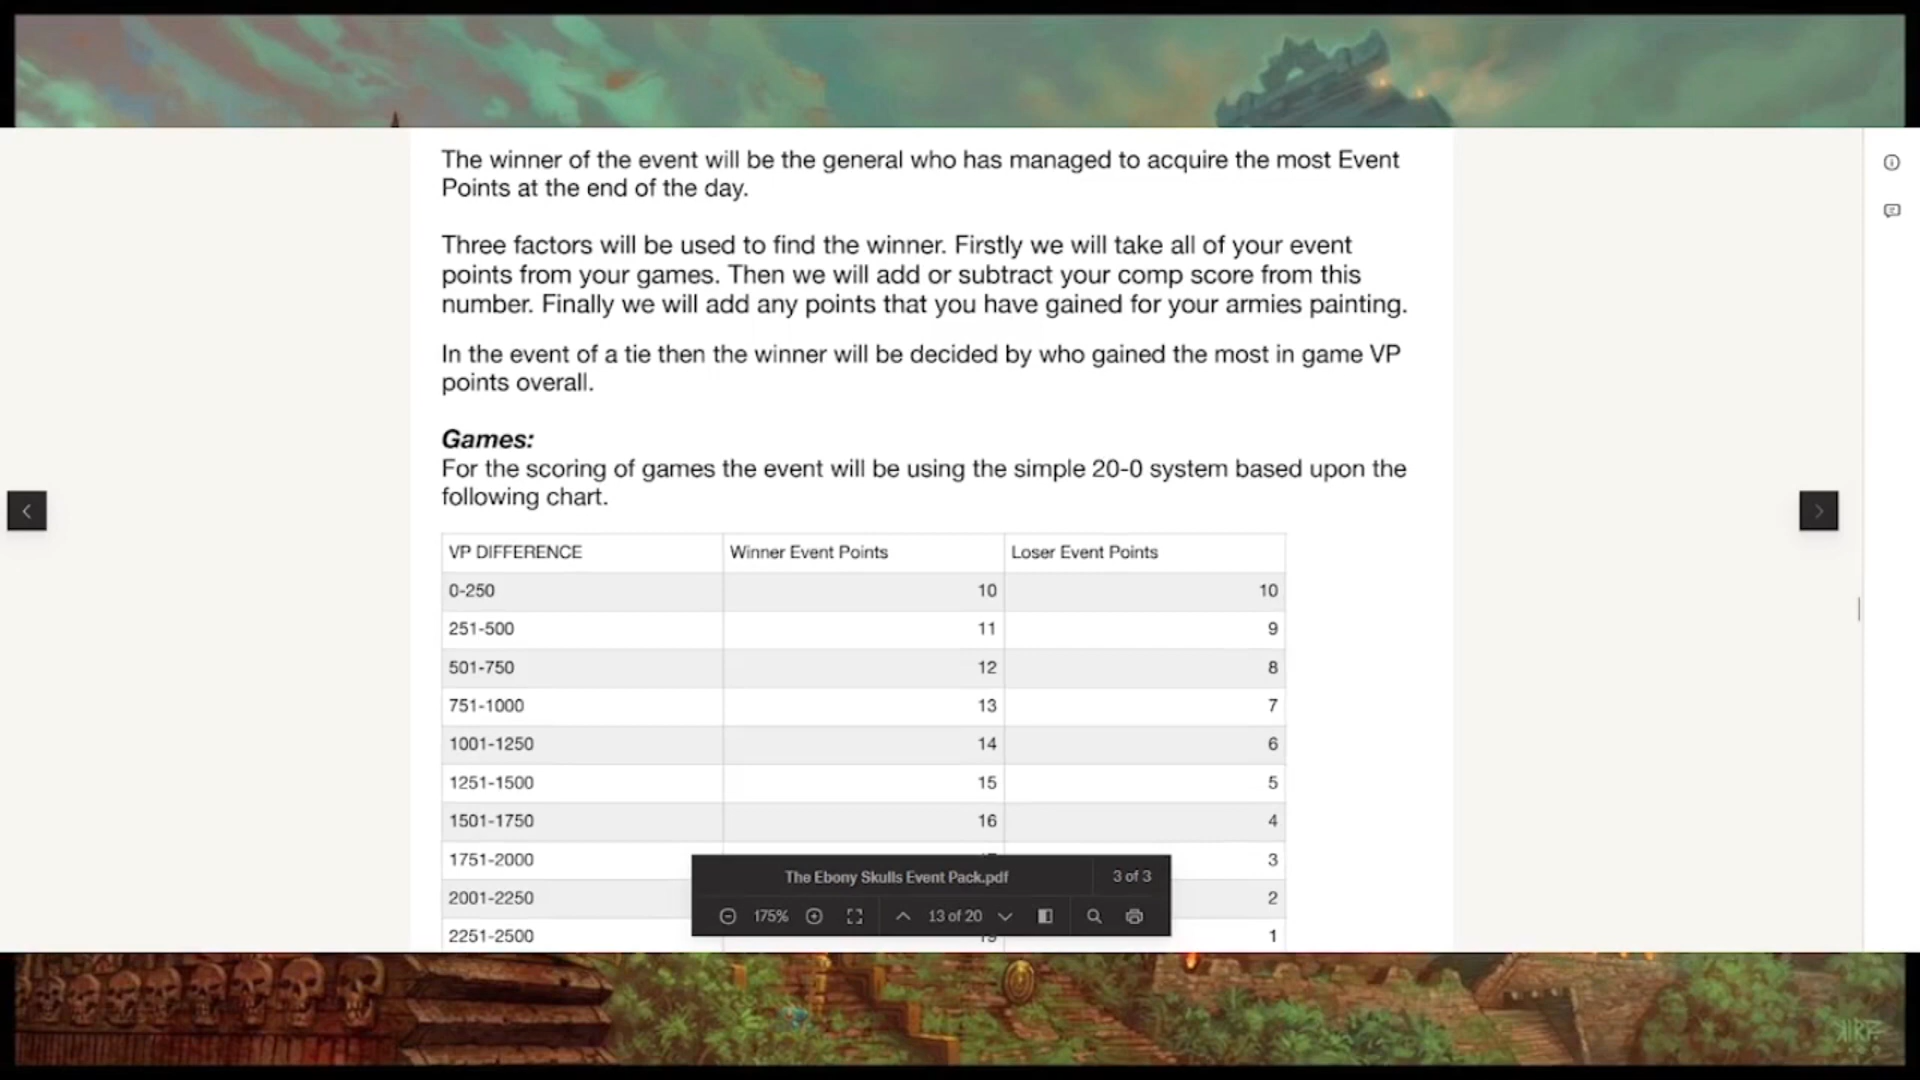 The winner of the event will be the general who has managed to acquire the most Event
Points at the end of the day.
Three factors will be used to find the winner. Firstly we will take all of your event
points from your games. Then we will add or subtract your comp score from this
number. Finally we will add any points that you have gained for your armies painting.
In the event of a tie then the winner will be decided by who gained the most in game VP
points overall.
Games:
For the scoring of games the event will be using the simple 20-0 system based upon the
following chart.
VP DIFFERENCE Winner Event Points Loser Event Points
0-250 10 10
251-500 11 9
501-750 12 8
751-1000 13 7
1001-1250 14 6
1251-1500 15 5
1501-1750 16 4
1751-2000 3
2001-2250 2
2251-2500 1
The Ebony Skulls Event Pack.pdf 3 of 3
175% 13 of 20